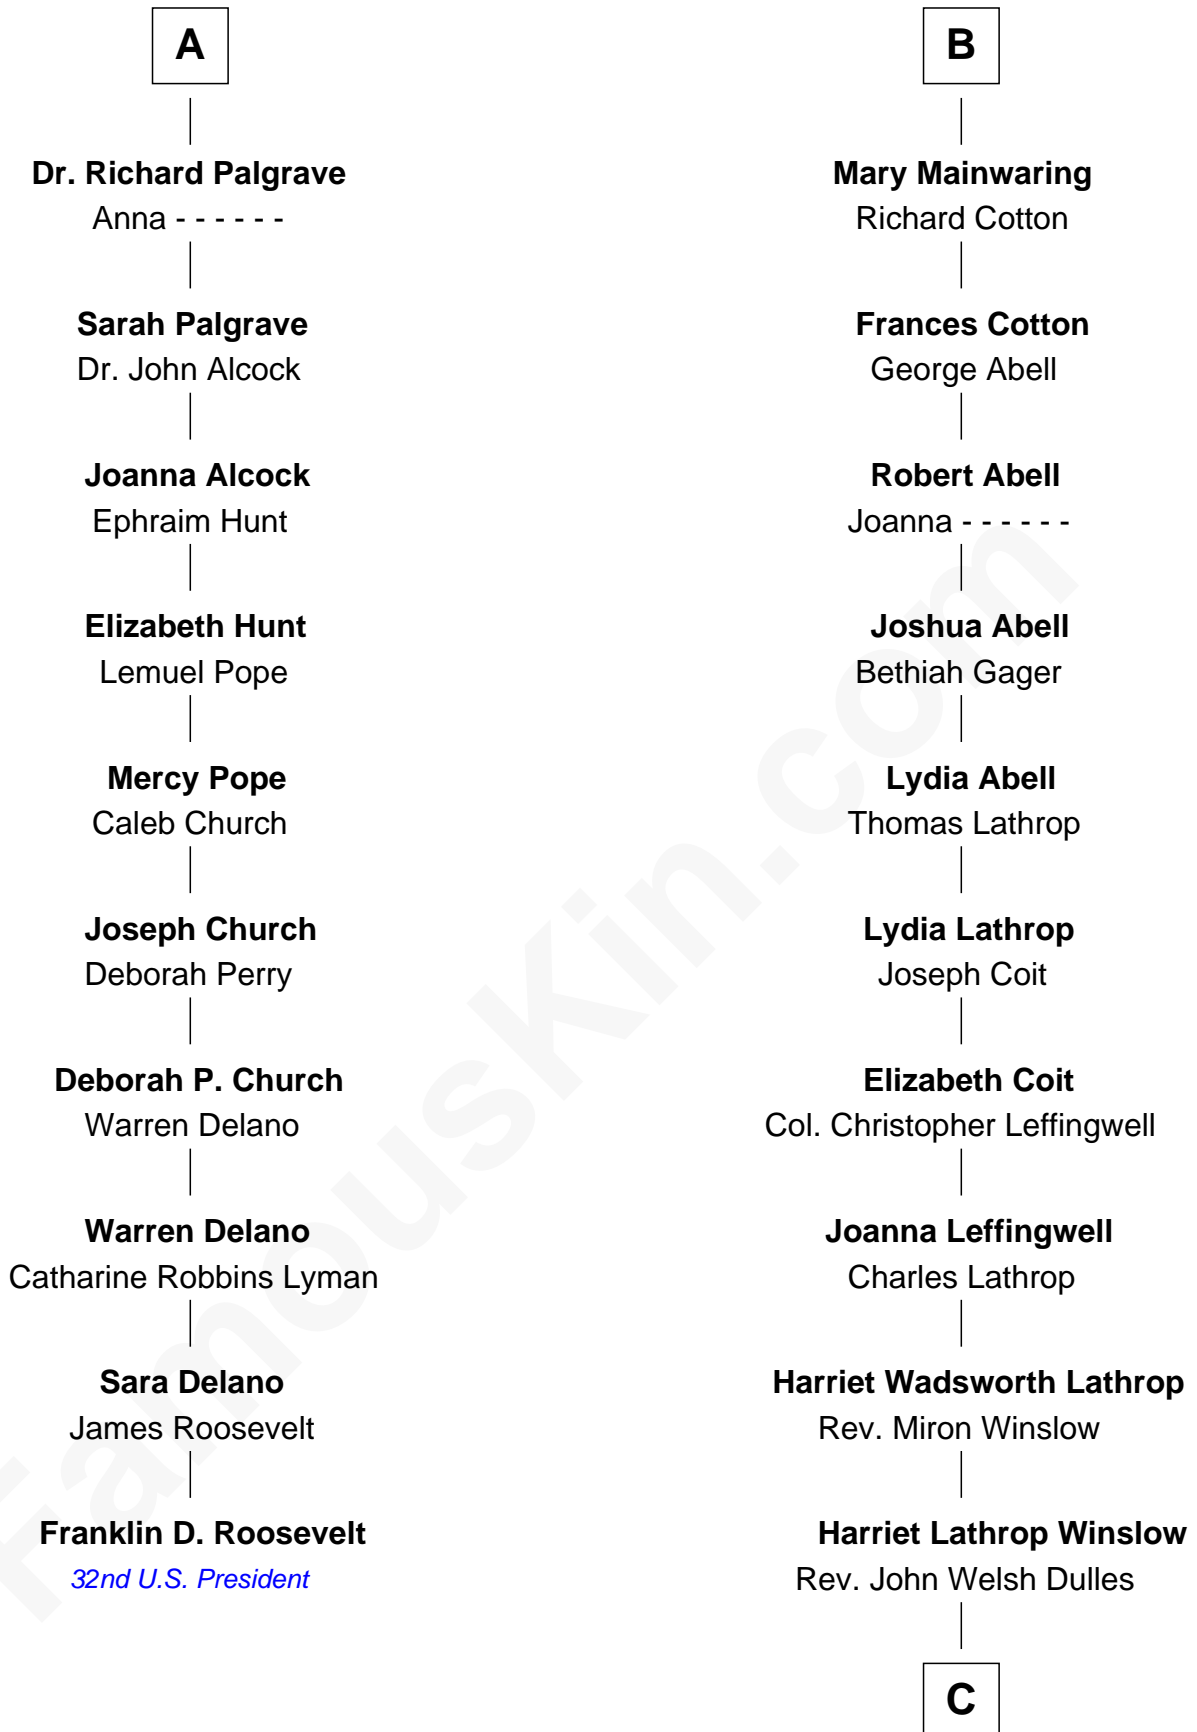 A
Dr. Richard Palgrave
Anna - - - - - -
Sarah Palgrave
Dr. John Alcock
Joanna Alcock
Ephraim Hunt
Elizabeth Hunt
Lemuel Pope
Mercy Pope
Caleb Church
Joseph Church
Deborah Perry
Deborah P. Church
Warren Delano
Warren Delano
Catharine Robbins Lyman
Sara Delano
James Roosevelt
Franklin D. Roosevelt
32nd U.S. President
B
Mary Mainwaring
Richard Cotton
Frances Cotton
George Abell
Robert Abell
Joanna - - - - - -
Joshua Abell
Bethiah Gager
Lydia Abell
Thomas Lathrop
Lydia Lathrop
Joseph Coit
Elizabeth Coit
Col. Christopher Leffingwell
Joanna Leffingwell
Charles Lathrop
Harriet Wadsworth Lathrop
Rev. Miron Winslow
Harriet Lathrop Winslow
Rev. John Welsh Dulles
C
FamousKin.com